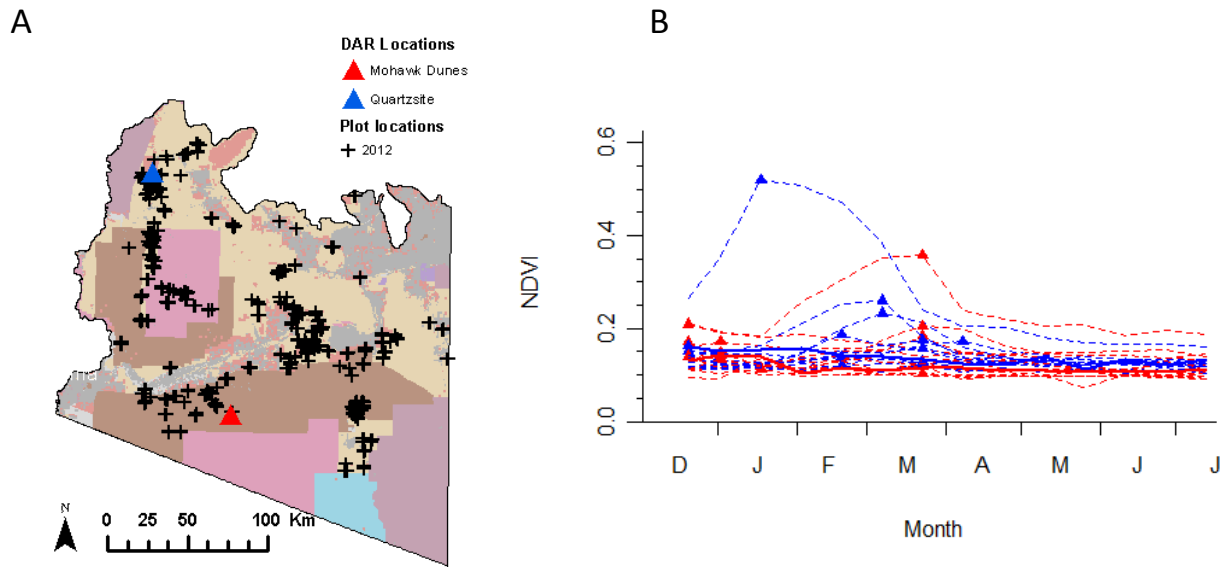 A
DAR Locations
Mohawk Dunes
Quartzsite
Plot locations
2012
N
0 25 50 100 Km
B
NDVI
0.6
0.4
0.2
0.0
D J F M A M J J
Month